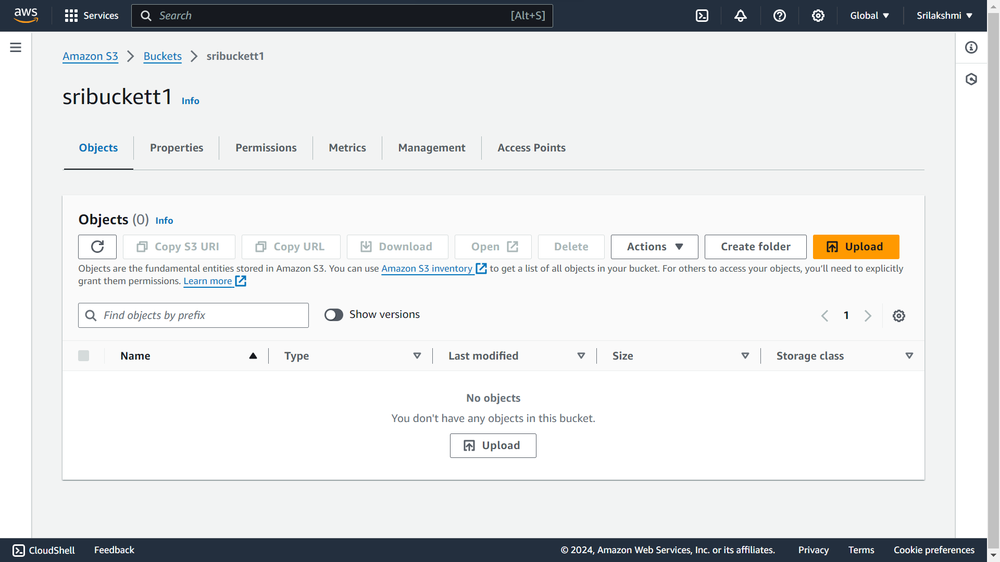 aws Services Search [Alt+S] Global Srilakshmi
Amazon S3 Buckets sribuckett1
sribuckett1 Info
Objects Properties Permissions Metrics Management Access Points
Objects (0) Info
Copy S3 URI Copy URL Download Open Delete Actions Create folder Upload
Objects are the fundamental entities stored in Amazon S3. You can use Amazon S3 inventory to get a list of all objects in your bucket. For others to access your objects, you’ll need to explicitly
grant them permissions. Learn more
Find objects by prefix Show versions 1
Name Type Last modified Size Storage class
No objects
You don't have any objects in this bucket.
Upload
CloudShell Feedback © 2024, Amazon Web Services, Inc. or its affiliates. Privacy Terms Cookie preferences